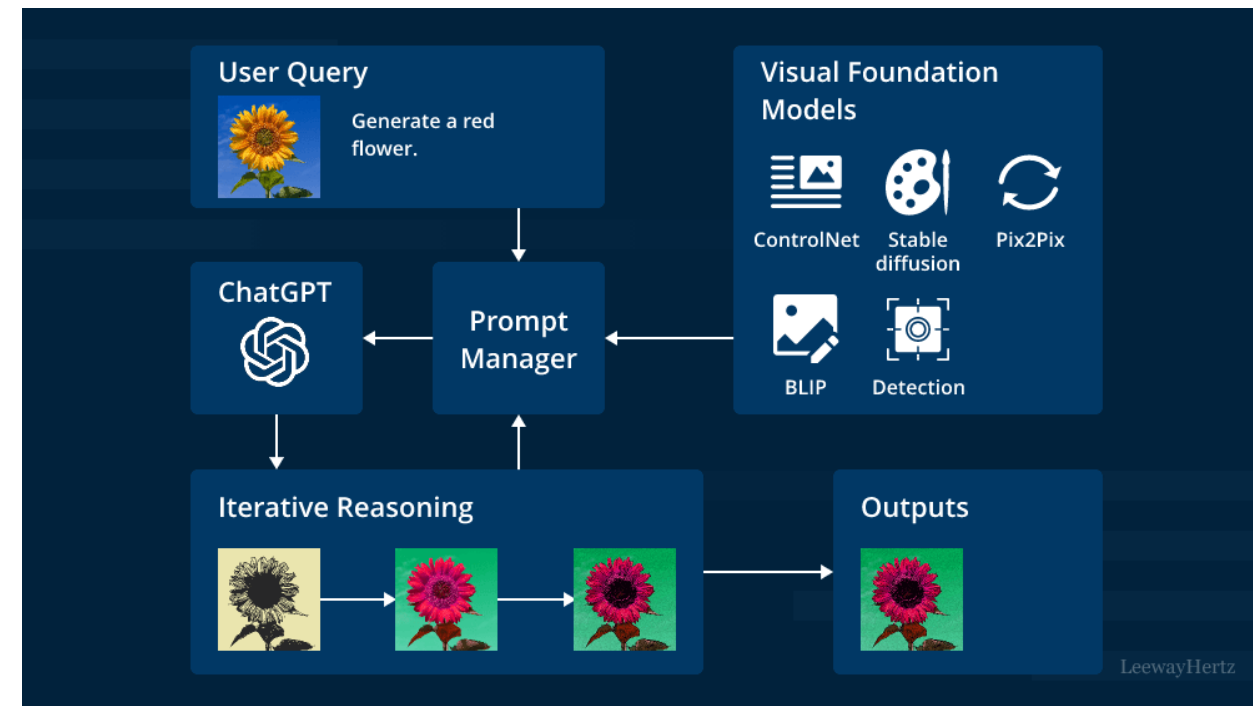 User Query
Generate a red
flower.
Visual Foundation
Models
ControlNet
Stable
diffusion
Pix2Pix
BLIP
Detection
ChatGPT
Prompt
Manager
Iterative Reasoning
Outputs
LeewayHertz